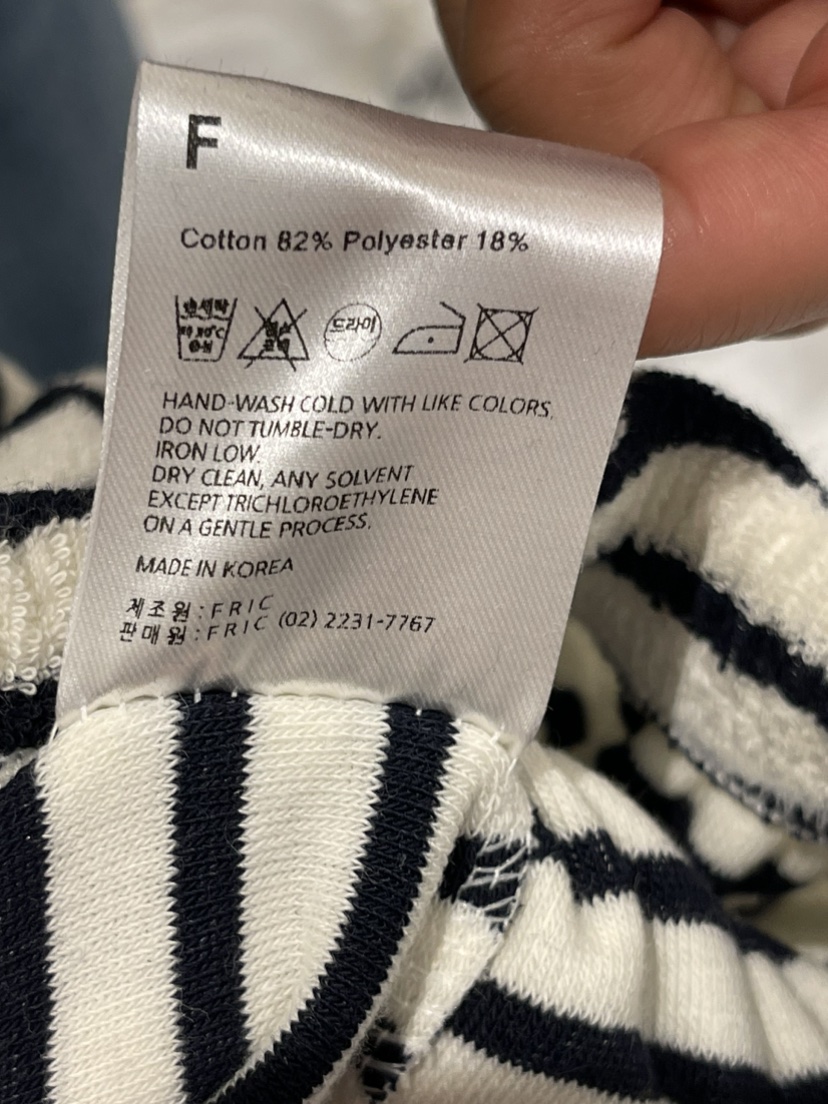 F
Cotton 82% Polyester 18%
드라이
HAND-WASH COLD WITH LIKE COLORS,
DO NOT TUMBLE-DRY.
IRON LOW.
DRY CLEAN, ANY SOLVENT
EXCEPT TRICHLOROETHYLENE
ON A GENTLE PROCESS.
MADE IN KOREA
제조원 : FRIC
판매원 : FRIC (02) 2231-7767